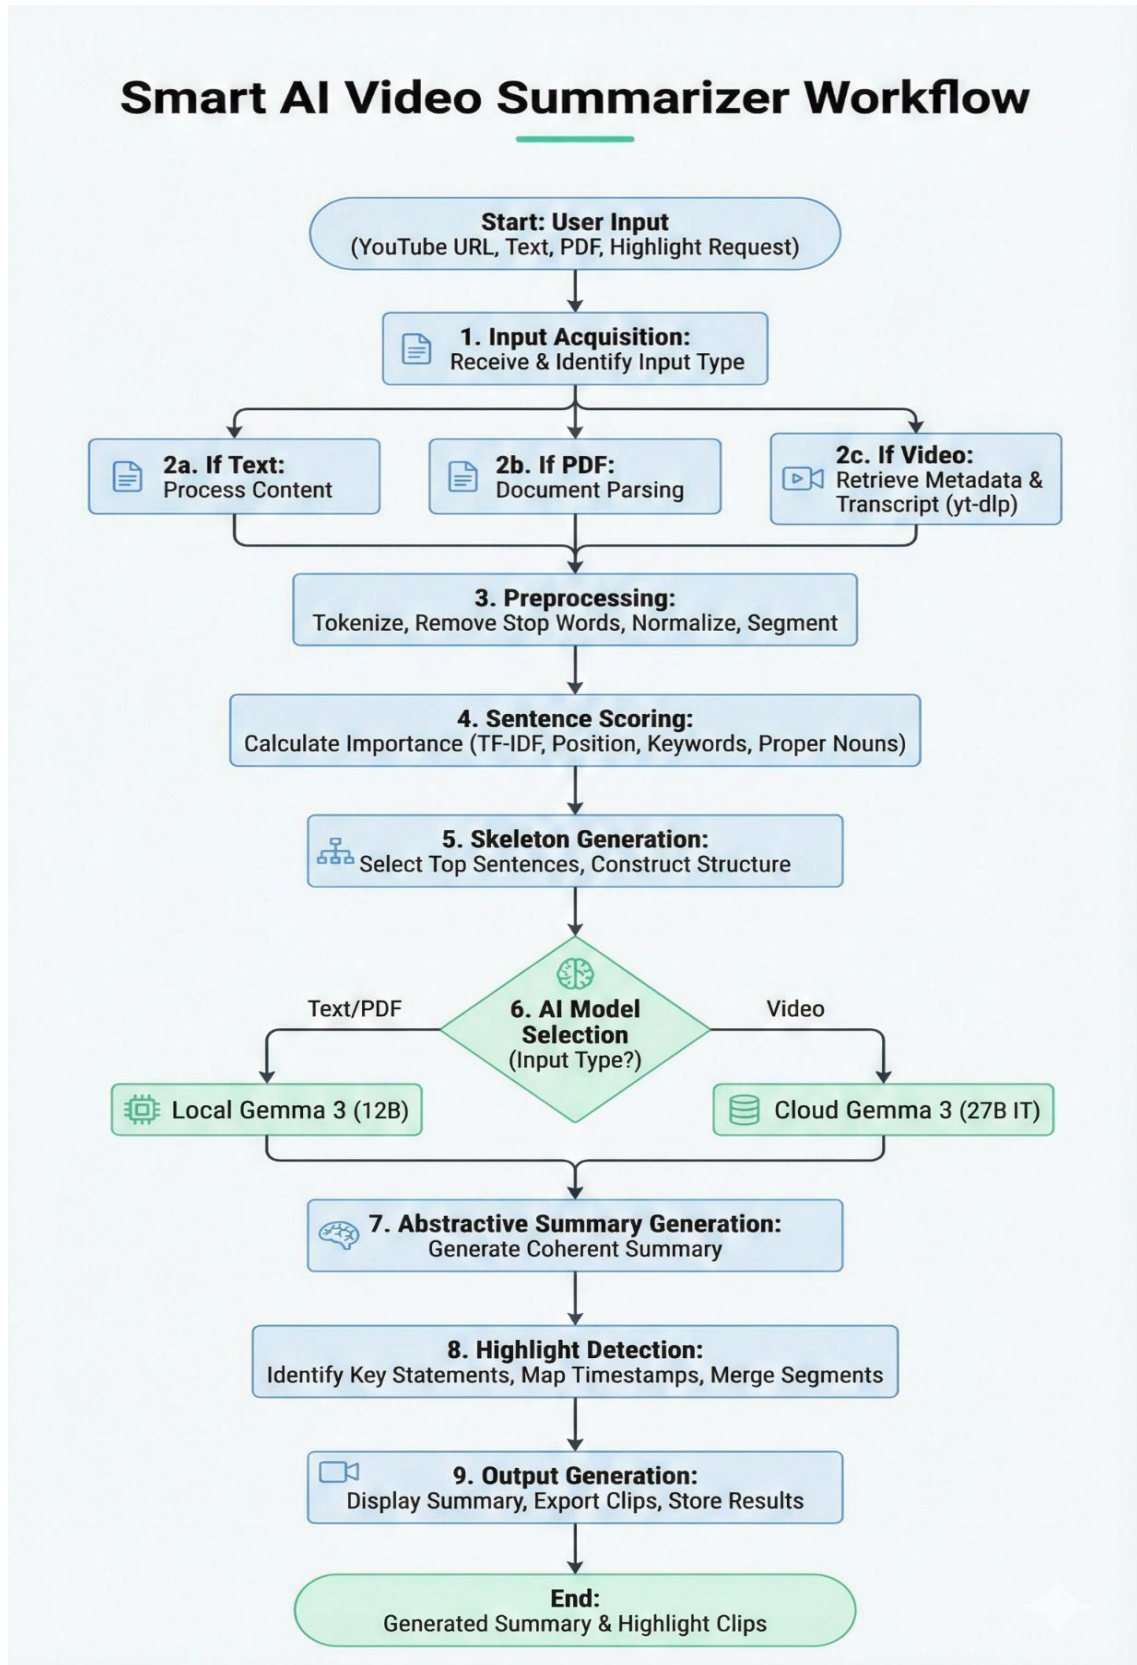 Smart AI Video Summarizer Workflow
Start: User Input
(YouTube URL, Text, PDF, Highlight Request)
1. Input Acquisition:
Receive & Identify Input Type
2a. If Text:
Process Content
2b. If PDF:
Document Parsing
2c. If Video:
Retrieve Metadata &
Transcript (yt-dlp)
3. Preprocessing:
Tokenize, Remove Stop Words, Normalize, Segment
4. Sentence Scoring:
Calculate Importance (TF-IDF, Position, Keywords, Proper Nouns)
5. Skeleton Generation:
Select Top Sentences, Construct Structure
6. AI Model
Selection
(Input Type?)
Text/PDF
Video
Local Gemma 3 (12B)
Cloud Gemma 3 (27B IT)
7. Abstractive Summary Generation:
Generate Coherent Summary
8. Highlight Detection:
Identify Key Statements, Map Timestamps, Merge Segments
9. Output Generation:
Display Summary, Export Clips, Store Results
End:
Generated Summary & Highlight Clips